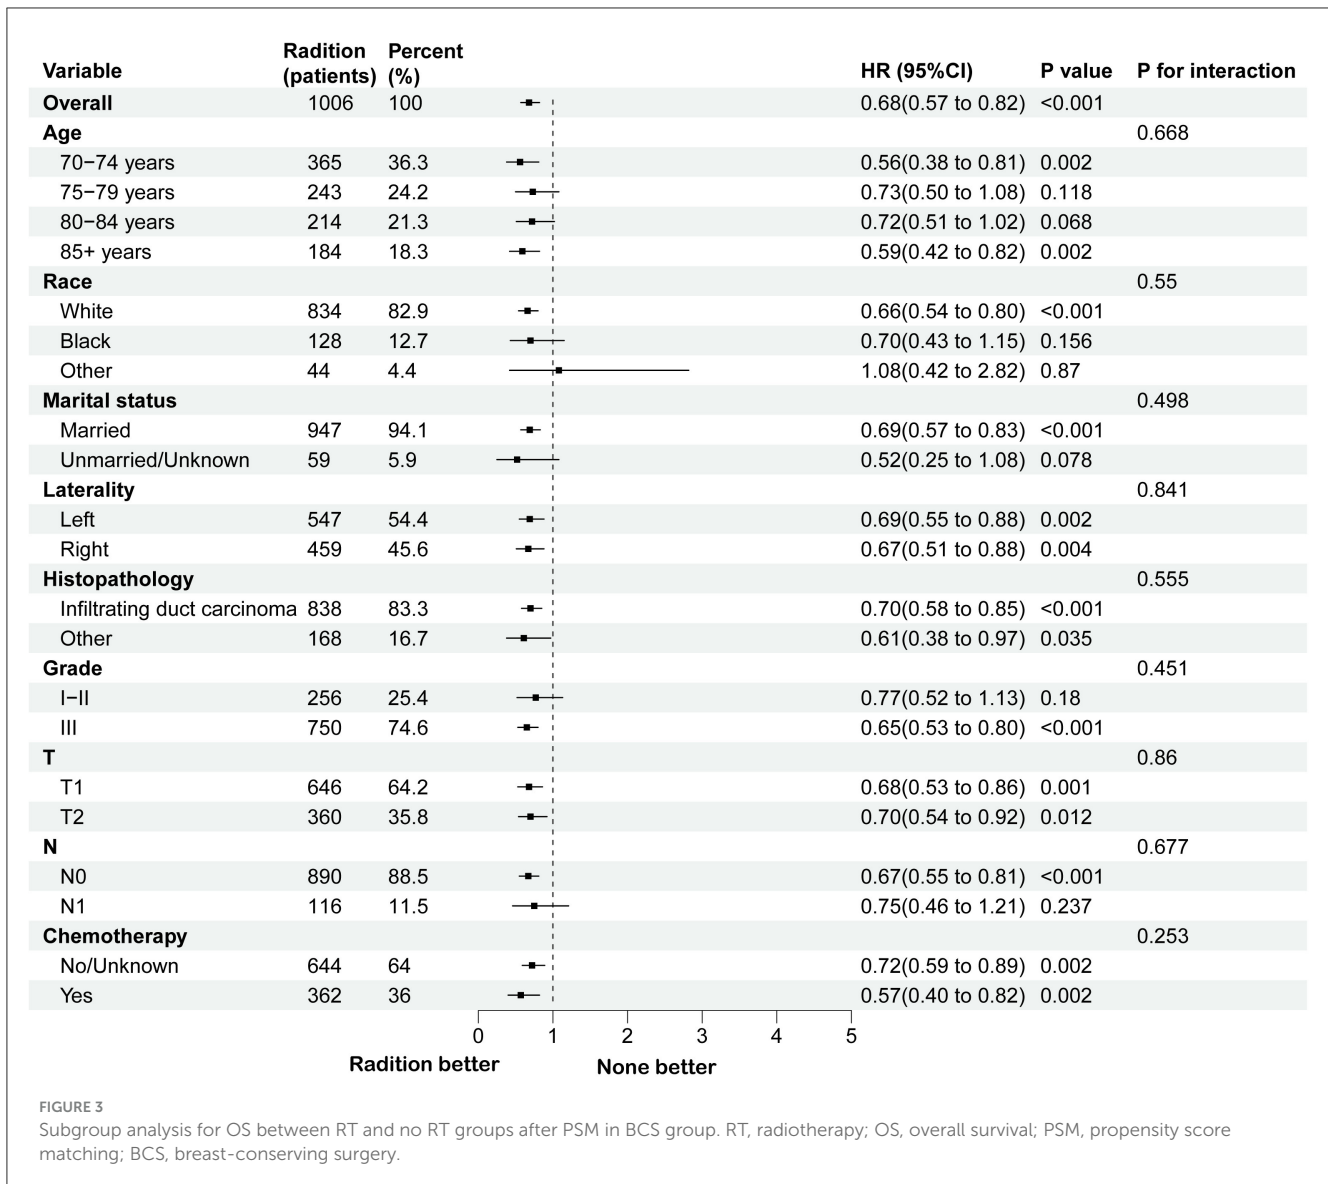 Variable Radition (patients) Percent (%) HR (95%CI) P value P for interaction
Overall 1006 100 0.68(0.57 to 0.82) <0.001
Age 0.668
70−74 years 365 36.3 0.56(0.38 to 0.81) 0.002
75−79 years 243 24.2 0.73(0.50 to 1.08) 0.118
80−84 years 214 21.3 0.72(0.51 to 1.02) 0.068
85+ years 184 18.3 0.59(0.42 to 0.82) 0.002
Race 0.55
White 834 82.9 0.66(0.54 to 0.80) <0.001
Black 128 12.7 0.70(0.43 to 1.15) 0.156
Other 44 4.4 1.08(0.42 to 2.82) 0.87
Marital status 0.498
Married 947 94.1 0.69(0.57 to 0.83) <0.001
Unmarried/Unknown 59 5.9 0.52(0.25 to 1.08) 0.078
Laterality 0.841
Left 547 54.4 0.69(0.55 to 0.88) 0.002
Right 459 45.6 0.67(0.51 to 0.88) 0.004
Histopathology 0.555
Infiltrating duct carcinoma 838 83.3 0.70(0.58 to 0.85) <0.001
Other 168 16.7 0.61(0.38 to 0.97) 0.035
Grade 0.451
I−II 256 25.4 0.77(0.52 to 1.13) 0.18
III 750 74.6 0.65(0.53 to 0.80) <0.001
T 0.86
T1 646 64.2 0.68(0.53 to 0.86) 0.001
T2 360 35.8 0.70(0.54 to 0.92) 0.012
N 0.677
N0 890 88.5 0.67(0.55 to 0.81) <0.001
N1 116 11.5 0.75(0.46 to 1.21) 0.237
Chemotherapy 0.253
No/Unknown 644 64 0.72(0.59 to 0.89) 0.002
Yes 362 36 0.57(0.40 to 0.82) 0.002
0 1 2 3 4 5
Radition better None better
FIGURE 3
Subgroup analysis for OS between RT and no RT groups after PSM in BCS group. RT, radiotherapy; OS, overall survival; PSM, propensity score
matching; BCS, breast-conserving surgery.